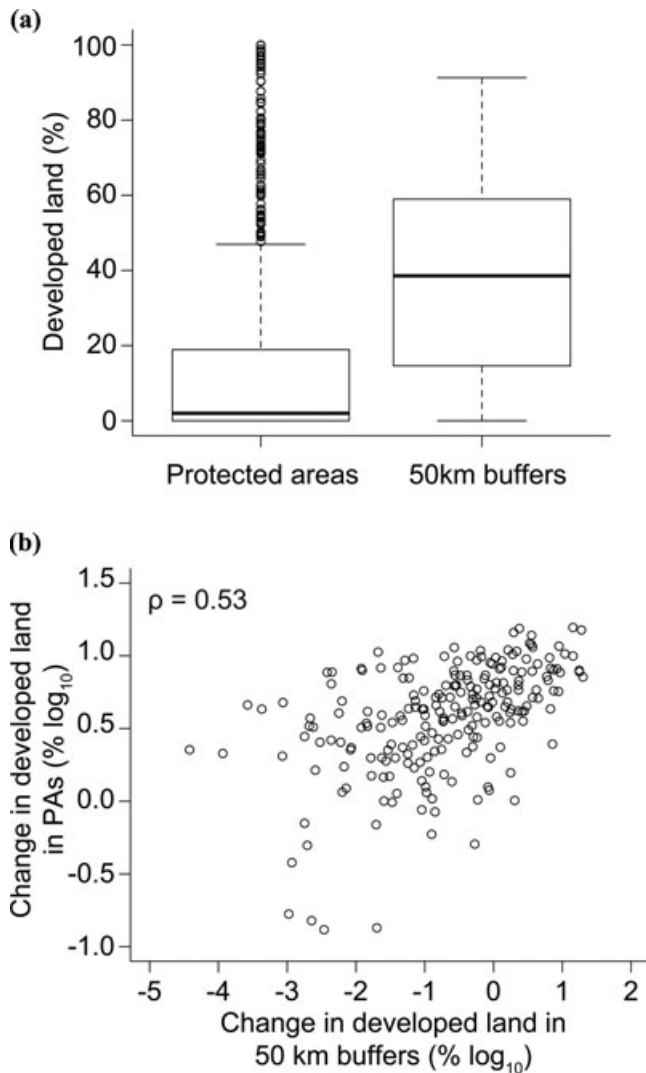 (a)
Developed land (%)
100
80
60
40
20
0
Protected areas
50km buffers
(b)
Change in developed land
in PAs (% log10)
1.5
1.0
0.5
0.0
-0.5
-1.0
ρ = 0.53
-5 -4 -3 -2 -1 0 1 2
Change in developed land in
50 km buffers (% log10)